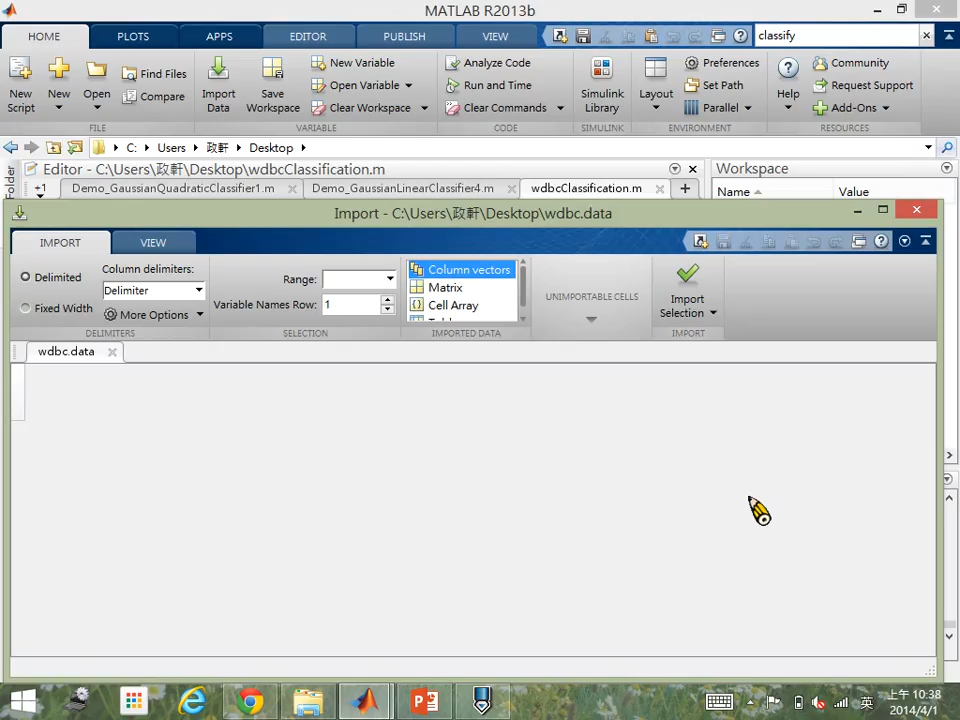 MATLAB R2013b
HOME PLOTS APPS EDITOR PUBLISH VIEW classify
New Script
New
Open
Find Files
Compare
FILE
Import Data
Save Workspace
New Variable
Open Variable
Clear Workspace
VARIABLE
Analyze Code
Run and Time
Clear Commands
CODE
Simulink Library
SIMULINK
Layout
Preferences
Set Path
Parallel
ENVIRONMENT
Help
Community
Request Support
Add-Ons
RESOURCES
C: Users 政軒 Desktop
Folder
Editor - C:\Users\政軒\Desktop\wdbcClassification.m
Workspace
+1 Demo_GaussianQuadraticClassifier1.m Demo_GaussianLinearClassifier4.m wdbcClassification.m
Name Value
Import - C:\Users\政軒\Desktop\wdbc.data
IMPORT VIEW
Delimited
Fixed Width
Column delimiters:
Delimiter
More Options
DELIMITERS
Range:
Variable Names Row: 1
SELECTION
Column vectors
Matrix
Cell Array
IMPORTED DATA
UNIMPORTABLE CELLS
Import Selection
IMPORT
wdbc.data
英
上午 10:38
2014/4/1